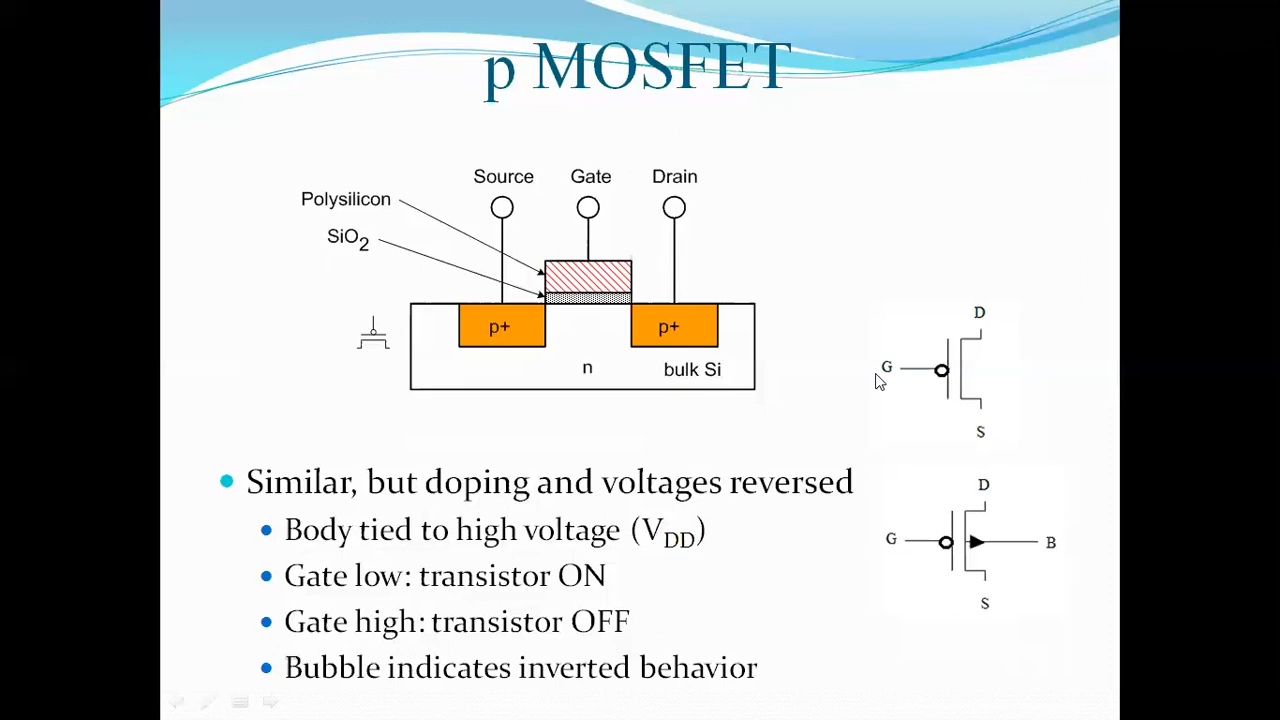 p MOSFET
Source Gate Drain
Polysilicon
SiO2
p+ p+
n bulk Si
D
G
S
Similar, but doping and voltages reversed
Body tied to high voltage (VDD)
Gate low: transistor ON
Gate high: transistor OFF
Bubble indicates inverted behavior
D
G B
S